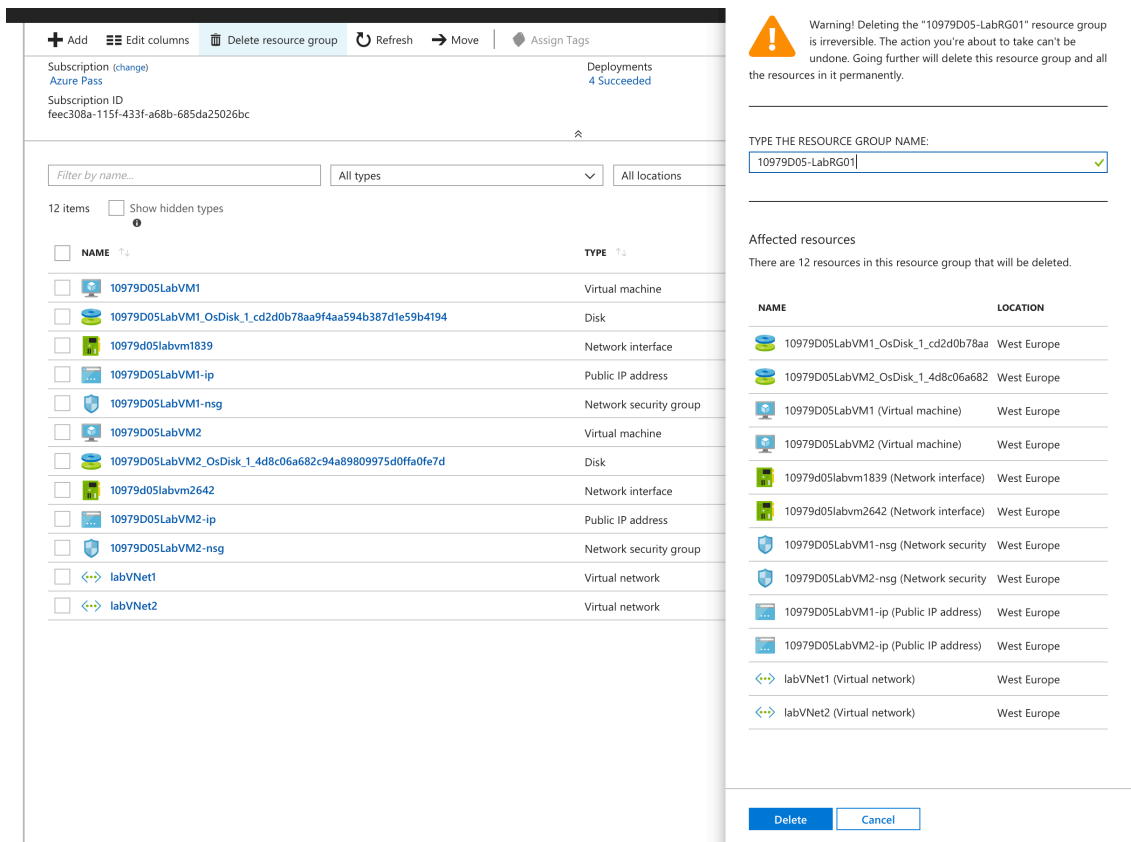 Add Edit columns Delete resource group Refresh Move Assign Tags
Subscription (change)
Azure Pass
Subscription ID
feec308a-115f-433f-a68b-685da25026bc
Deployments
4 Succeeded
Filter by name...
All types
All locations
12 items Show hidden types
NAME TYPE
10979D05LabVM1 Virtual machine
10979D05LabVM1_OsDisk_1_cd2d0b78aa9f4aa594b387d1e59b4194 Disk
10979d05labvm1839 Network interface
10979D05LabVM1-ip Public IP address
10979D05LabVM1-nsg Network security group
10979D05LabVM2 Virtual machine
10979D05LabVM2_OsDisk_1_4d8c06a682c94a89809975d0ffa0fe7d Disk
10979d05labvm2642 Network interface
10979D05LabVM2-ip Public IP address
10979D05LabVM2-nsg Network security group
labVNet1 Virtual network
labVNet2 Virtual network
Warning! Deleting the "10979D05-LabRG01" resource group
is irreversible. The action you're about to take can't be
undone. Going further will delete this resource group and all
the resources in it permanently.
TYPE THE RESOURCE GROUP NAME:
10979D05-LabRG01
Affected resources
There are 12 resources in this resource group that will be deleted.
NAME LOCATION
10979D05LabVM1_OsDisk_1_cd2d0b78aa West Europe
10979D05LabVM2_OsDisk_1_4d8c06a682 West Europe
10979D05LabVM1 (Virtual machine) West Europe
10979D05LabVM2 (Virtual machine) West Europe
10979d05labvm1839 (Network interface) West Europe
10979d05labvm2642 (Network interface) West Europe
10979D05LabVM1-nsg (Network security West Europe
10979D05LabVM2-nsg (Network security West Europe
10979D05LabVM1-ip (Public IP address) West Europe
10979D05LabVM2-ip (Public IP address) West Europe
labVNet1 (Virtual network) West Europe
labVNet2 (Virtual network) West Europe
Delete Cancel